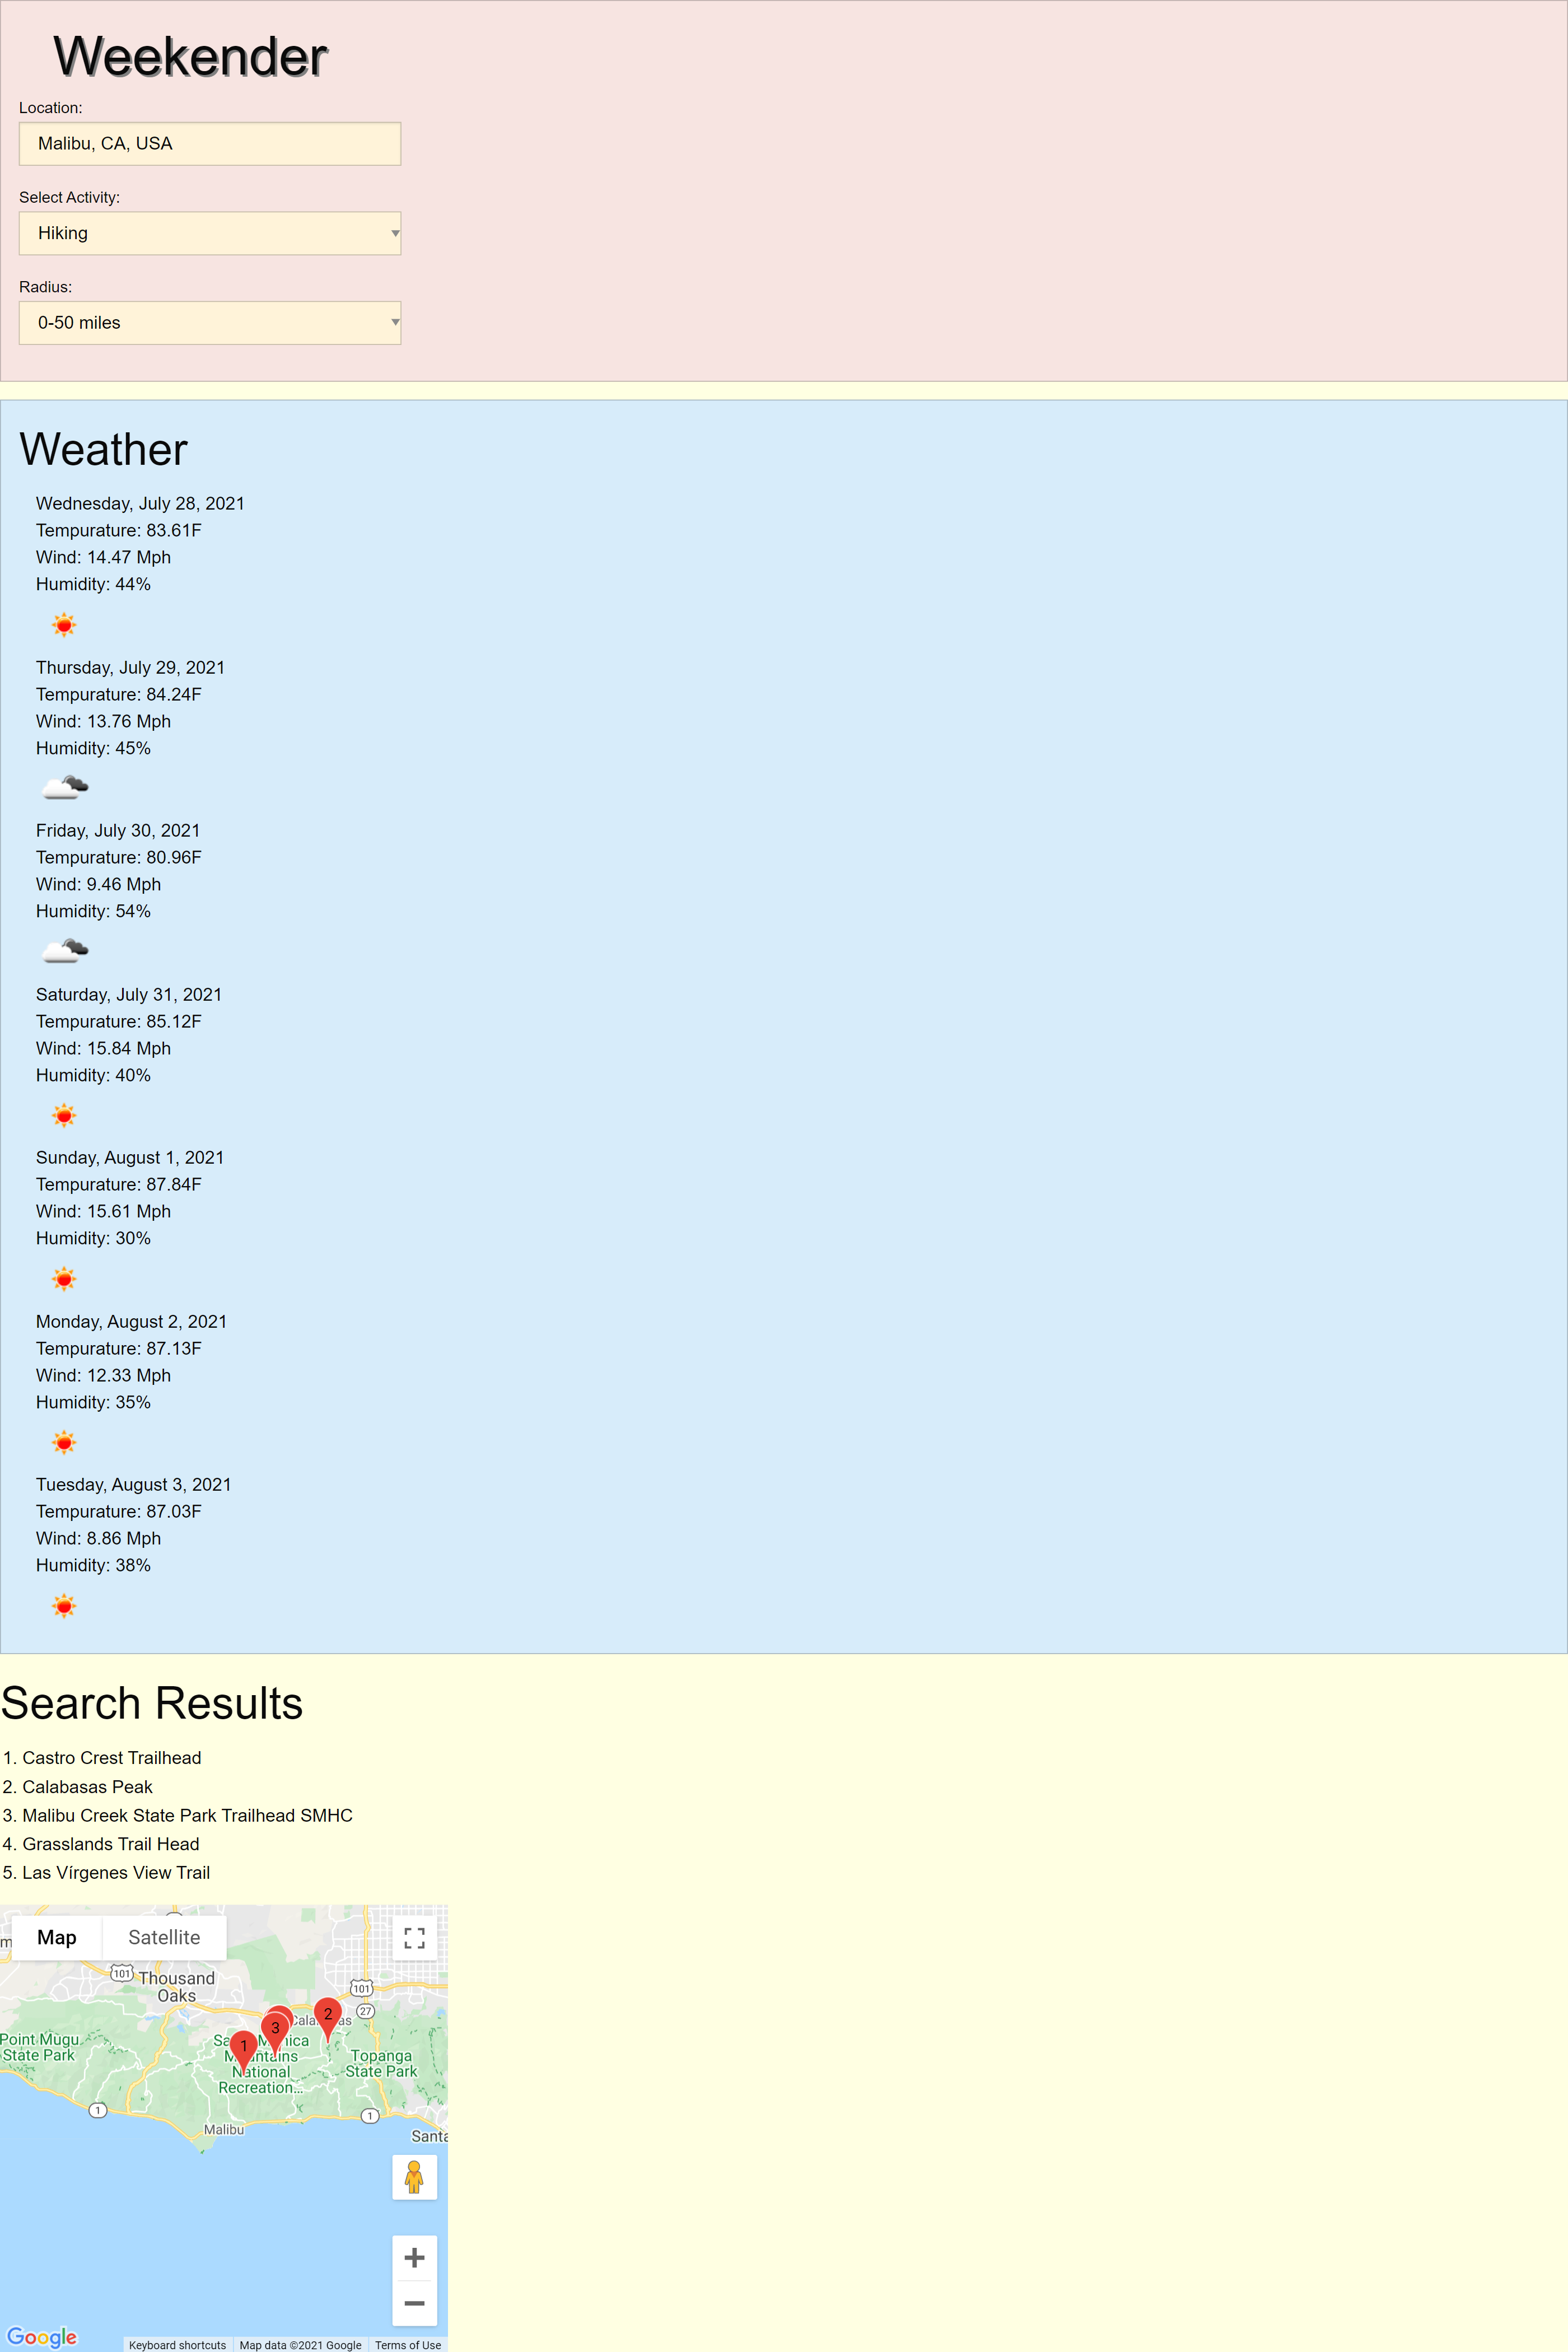 Weekender
Location:
Malibu, CA, USA
Select Activity:
Hiking
Radius:
0-50 miles
Weather
Wednesday, July 28, 2021
Tempurature: 83.61F
Wind: 14.47 Mph
Humidity: 44%
Thursday, July 29, 2021
Tempurature: 84.24F
Wind: 13.76 Mph
Humidity: 45%
Friday, July 30, 2021
Tempurature: 80.96F
Wind: 9.46 Mph
Humidity: 54%
Saturday, July 31, 2021
Tempurature: 85.12F
Wind: 15.84 Mph
Humidity: 40%
Sunday, August 1, 2021
Tempurature: 87.84F
Wind: 15.61 Mph
Humidity: 30%
Monday, August 2, 2021
Tempurature: 87.13F
Wind: 12.33 Mph
Humidity: 35%
Tuesday, August 3, 2021
Tempurature: 87.03F
Wind: 8.86 Mph
Humidity: 38%
Search Results
1. Castro Crest Trailhead
2. Calabasas Peak
3. Malibu Creek State Park Trailhead SMHC
4. Grasslands Trail Head
5. Las Virgenes View Trail
Map Satellite
101
Thousand
Oaks
101
27
2
3
1
Point Mugu
State Park
Mountains
National
Recreation...
Topanga
State Park
1
1
Malibu
Santa
Google
Keyboard shortcuts Map data ©2021 Google Terms of Use